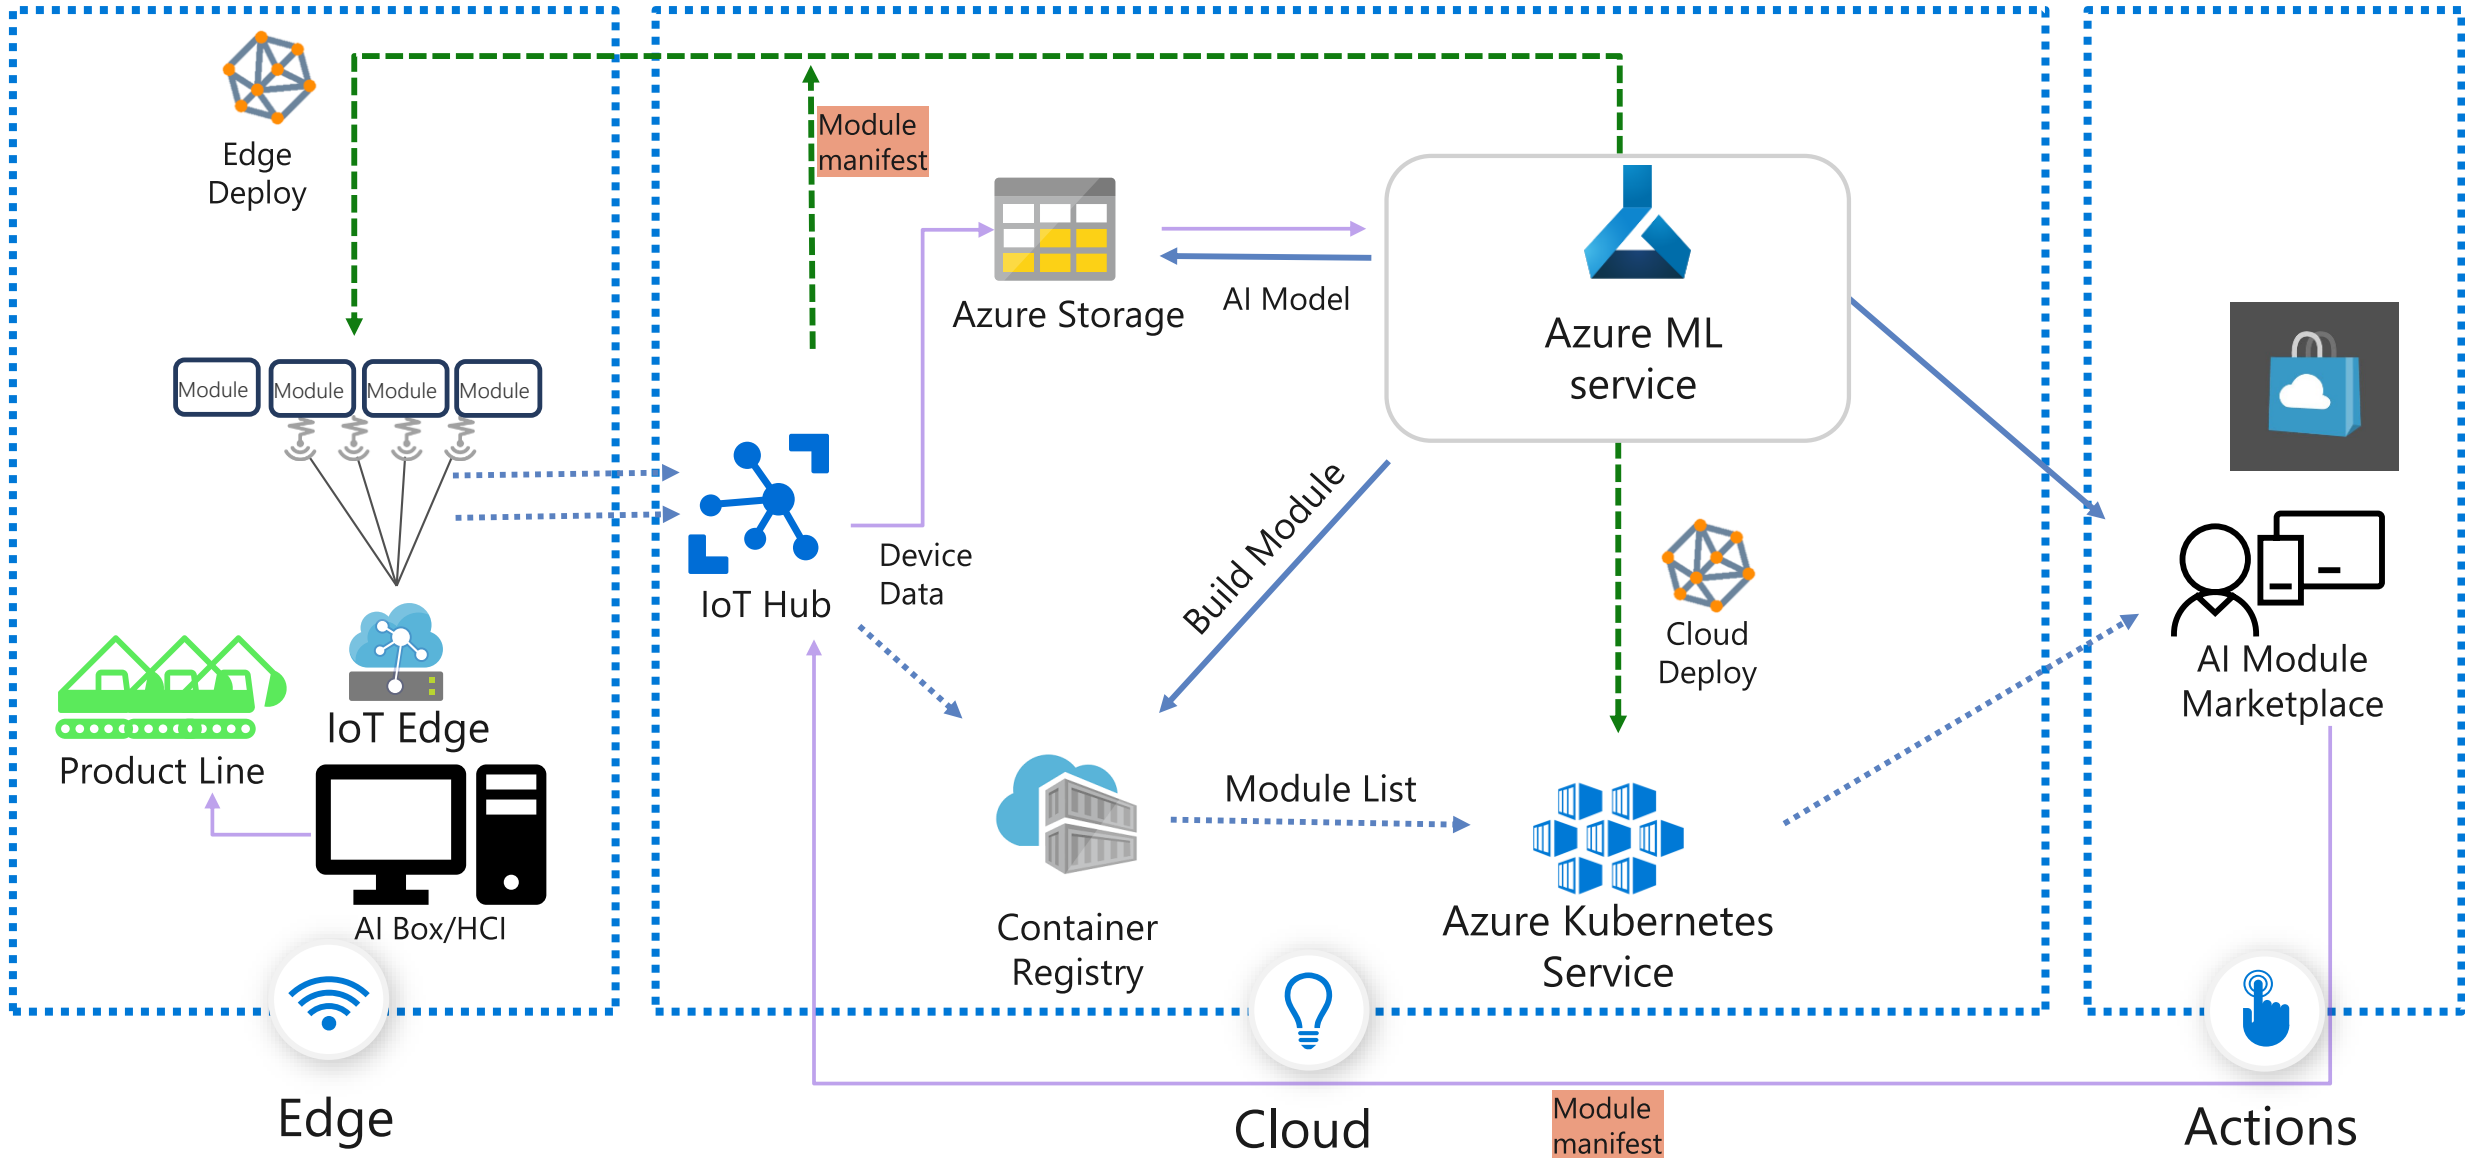 Edge
Deploy
Module
manifest
Module
Module
Module
Module
Azure Storage
AI Model
Azure ML
service
IoT Hub
Device
Data
Build Module
Cloud
Deploy
IoT Edge
Product Line
AI Box/HCI
Container
Registry
Module List
Azure Kubernetes
Service
AI Module
Marketplace
Edge
Cloud
Module
manifest
Actions